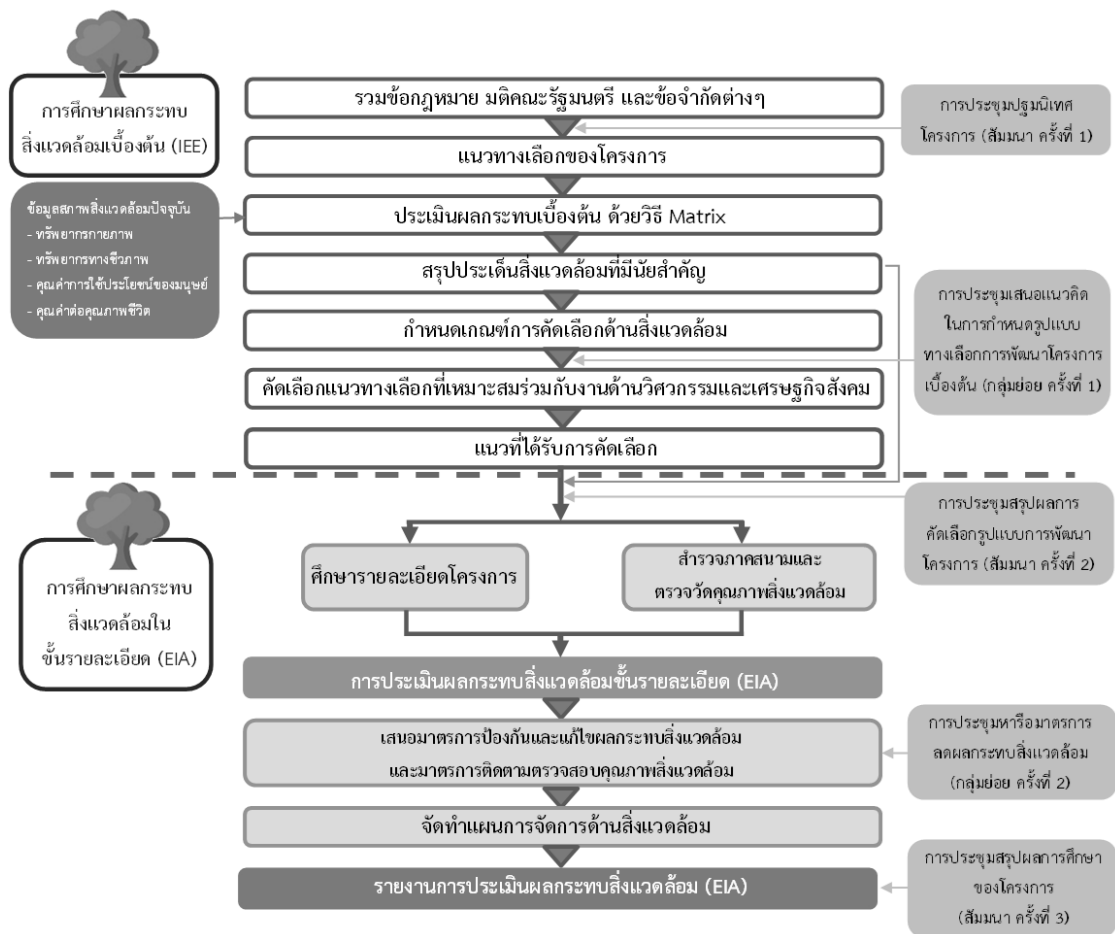 การศึกษาผลกระทบ
สิ่งแวดล้อมเบื้องต้น (IEE)
รวมข้อกฎหมาย มติคณะรัฐมนตรี และข้อจำกัดต่างๆ
การประชุมปฐมนิเทศ
โครงการ (สัมมนา ครั้งที่ 1)
แนวทางเลือกของโครงการ
ข้อมูลสภาพสิ่งแวดล้อมปัจจุบัน
- ทรัพยากรกายภาพ
- ทรัพยากรทางชีวภาพ
- คุณค่าการใช้ประโยชน์ของมนุษย์
- คุณค่าต่อคุณภาพชีวิต
ประเมินผลกระทบเบื้องต้น ด้วยวิธี Matrix
สรุปประเด็นสิ่งแวดล้อมที่มีนัยสำคัญ
กำหนดเกณฑ์การคัดเลือกด้านสิ่งแวดล้อม
การประชุมเสนอแนวคิด
ในการกำหนดรูปแบบ
ทางเลือกการพัฒนาโครงการ
เบื้องต้น (กลุ่มย่อย ครั้งที่ 1)
คัดเลือกแนวทางเลือกที่เหมาะสมร่วมกับงานด้านวิศวกรรมและเศรษฐกิจสังคม
แนวที่ได้รับการคัดเลือก
การประชุมสรุปผลการ
คัดเลือกรูปแบบการพัฒนา
โครงการ (สัมมนา ครั้งที่ 2)
การศึกษาผลกระทบ
สิ่งแวดล้อมใน
ขั้นรายละเอียด (EIA)
ศึกษารายละเอียดโครงการ
สำรวจภาคสนามและ
ตรวจวัดคุณภาพสิ่งแวดล้อม
การประเมินผลกระทบสิ่งแวดล้อมขั้นรายละเอียด (EIA)
เสนอมาตรการป้องกันและแก้ไขผลกระทบสิ่งแวดล้อม
และมาตรการติดตามตรวจสอบคุณภาพสิ่งแวดล้อม
การประชุมหารือมาตรการ
ลดผลกระทบสิ่งแวดล้อม
(กลุ่มย่อย ครั้งที่ 2)
จัดทำแผนการจัดการด้านสิ่งแวดล้อม
รายงานการประเมินผลกระทบสิ่งแวดล้อม (EIA)
การประชุมสรุปผลการศึกษา
ของโครงการ
(สัมมนา ครั้งที่ 3)